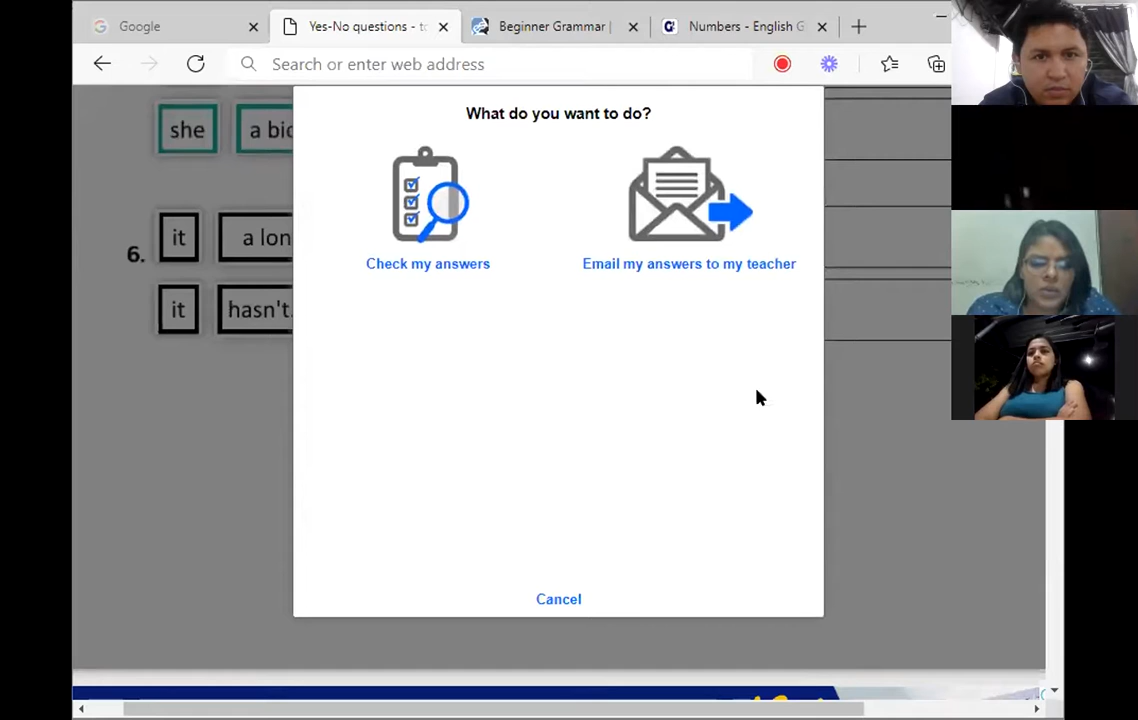 Google
Yes-No questions - to
Beginner Grammar |
Numbers - English G
Search or enter web address
What do you want to do?
she
a bic
6.
it
a lon
Check my answers
Email my answers to my teacher
it
hasn't.
Cancel